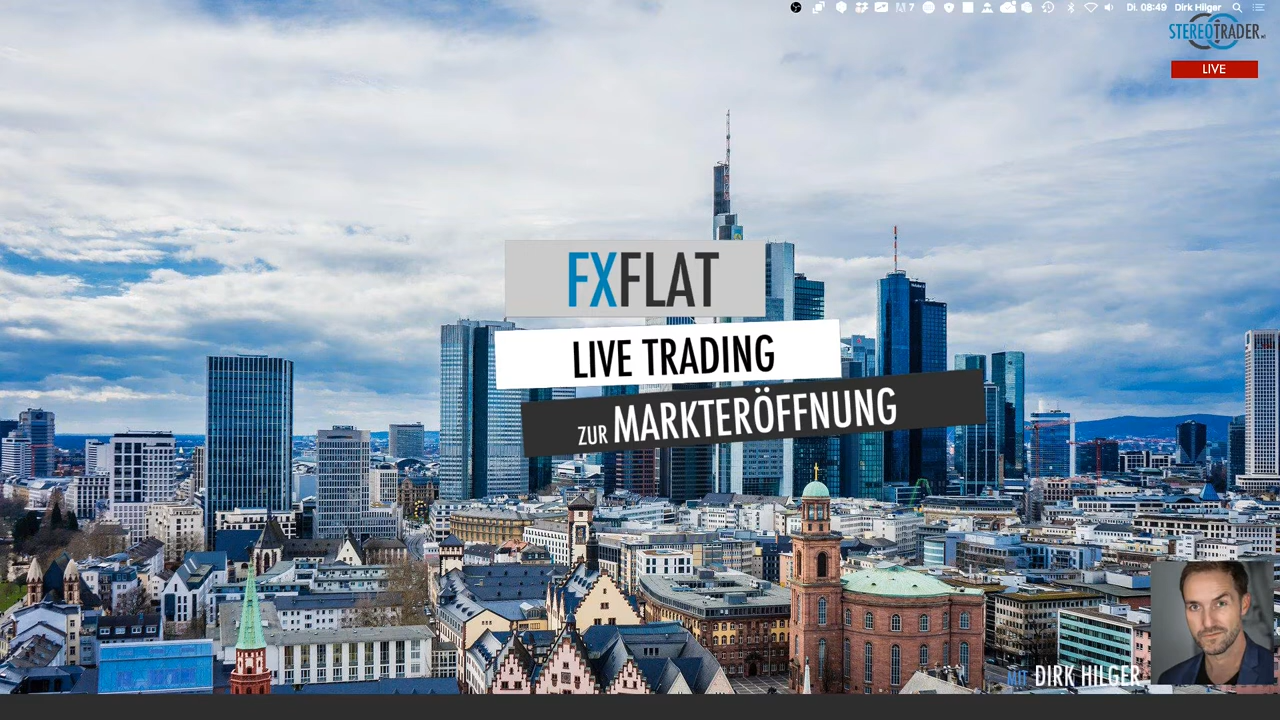 Di. 08:49 Dirk Hilger
STEREOTRADER
LIVE
FXFLAT
LIVE TRADING
ZUR MARKTERÖFFNUNG
MIT DIRK HILGER